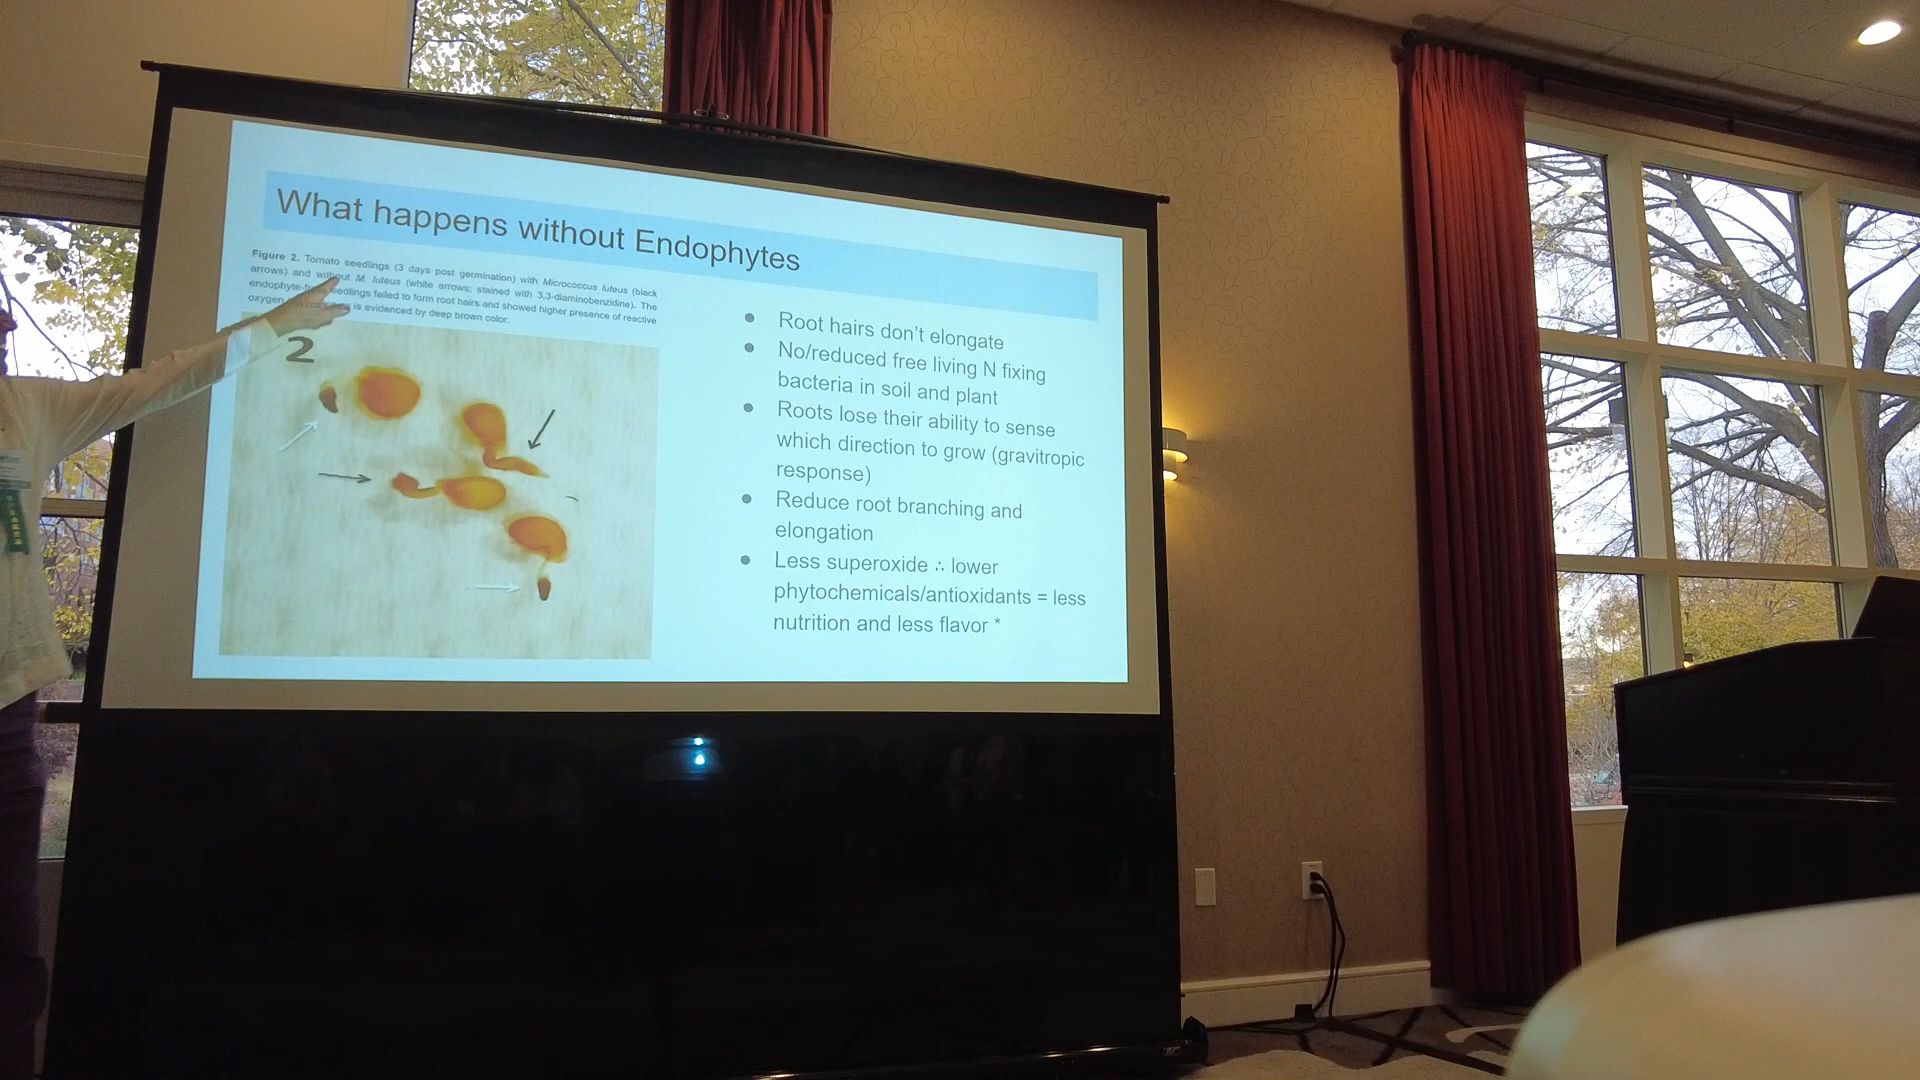 What happens without Endophytes
Figure 2. Tomato seedlings (3 days post germination) with Micrococcus luteus (black
arrows) and without M. luteus (white arrows; stained with 3,3-diaminobenzidine). The
seedlings failed to form root hairs and showed higher presence of reactive
oxygen is evidenced by deep brown color.
2
• Root hairs don't elongate
• No/reduced free living N fixing
bacteria in soil and plant
• Roots lose their ability to sense
which direction to grow (gravitropic
response)
• Reduce root branching and
elongation
• Less superoxide ∴ lower
phytochemicals/antioxidants = less
nutrition and less flavor *